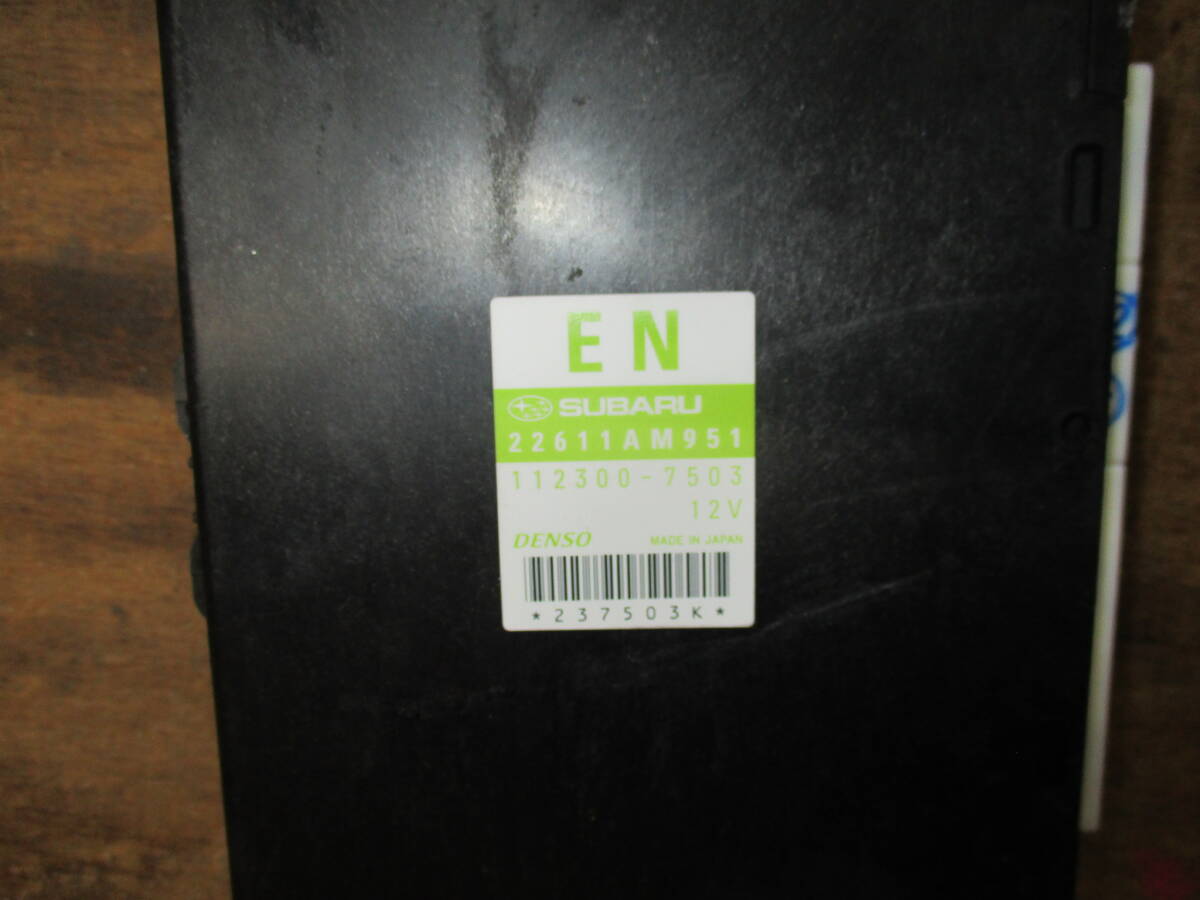 EN
SUBARU
22611AM951
112300-7503
12V
DENSO MADE IN JAPAN
*237503K*